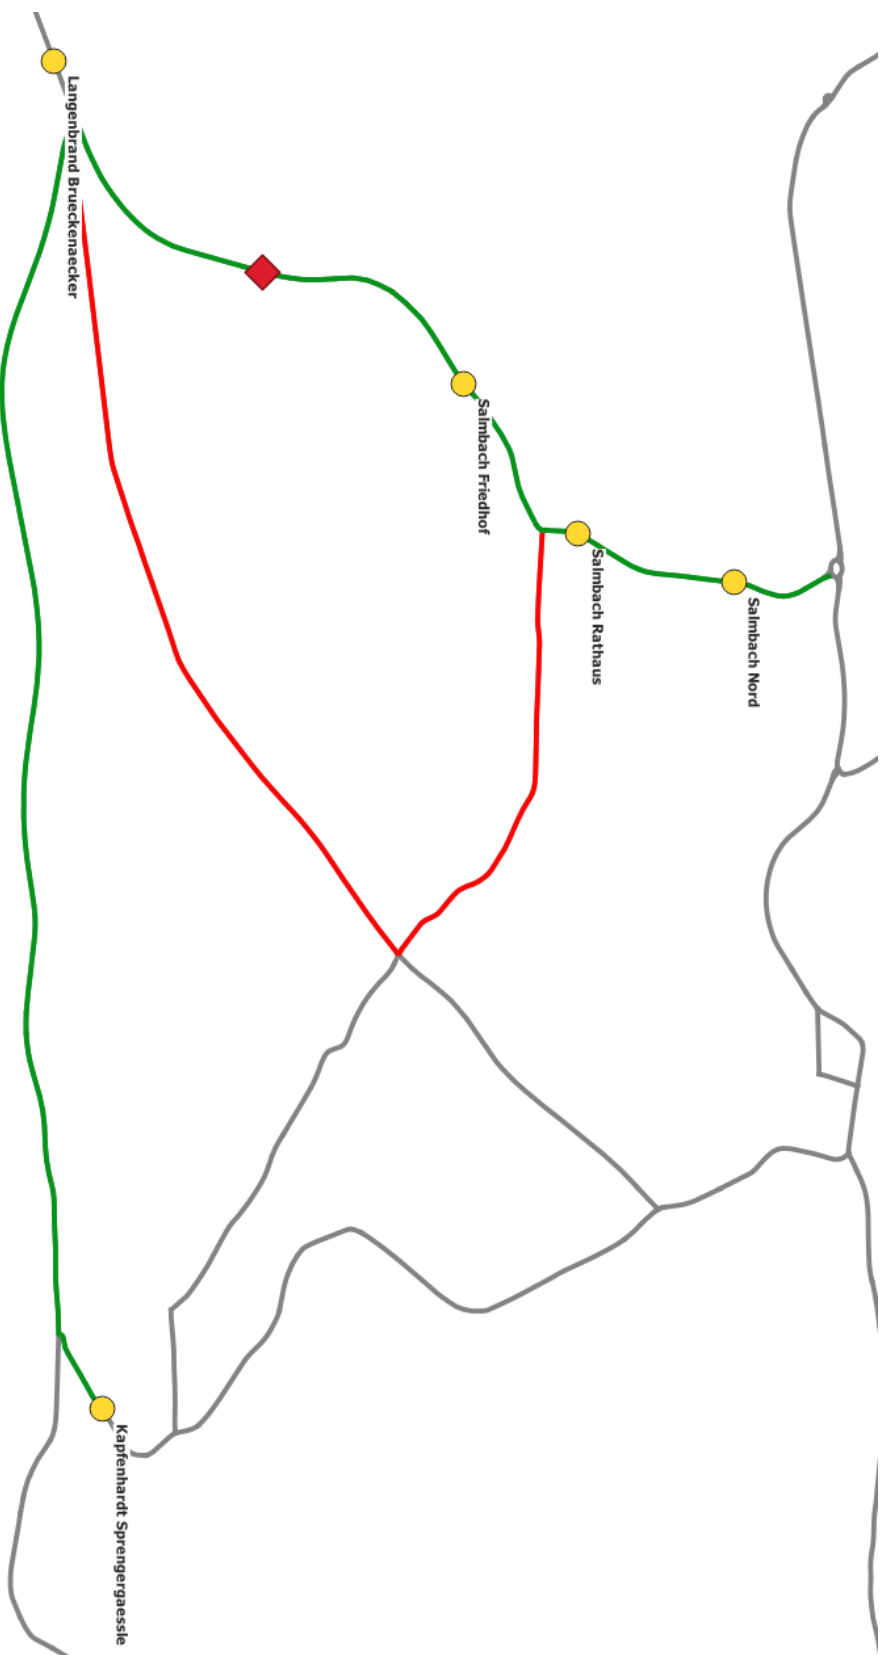 Langenbrand Brueckenaecker
Salmbach Friedhof
Salmbach Rathaus
Salmbach Nord
Kapfenhardt Sprengergaessle